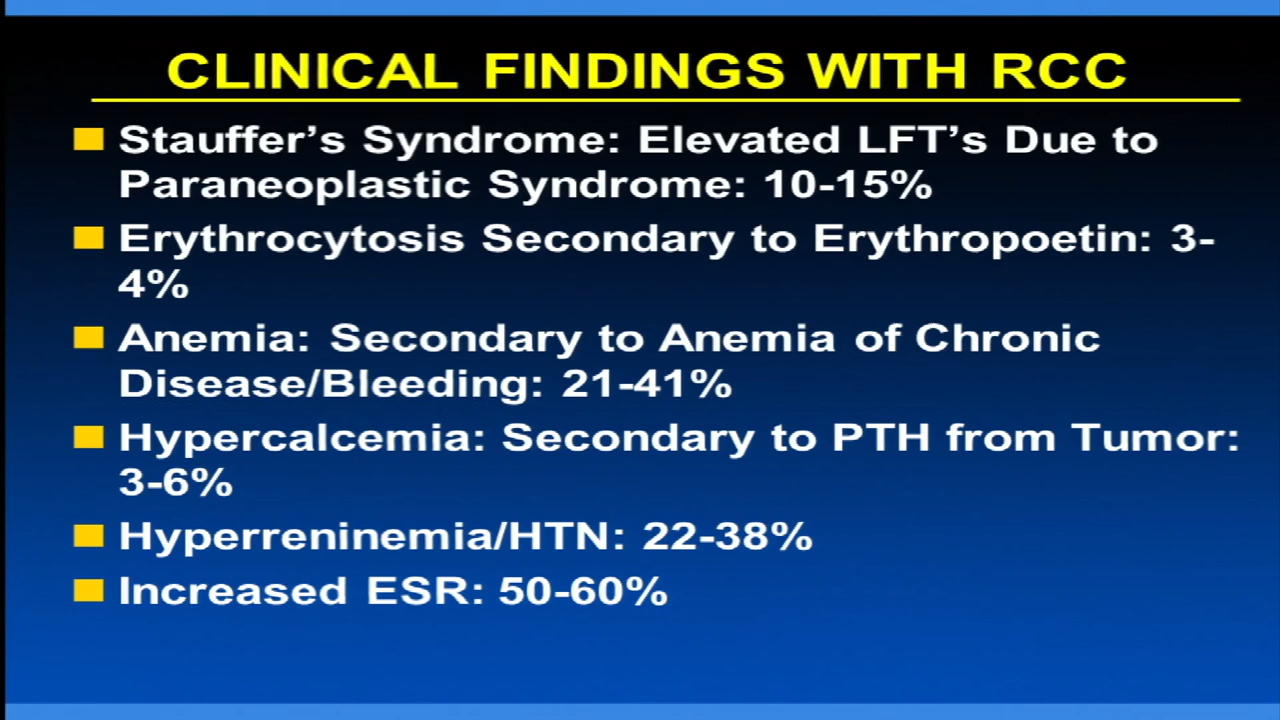 CLINICAL FINDINGS WITH RCC
Stauffer's Syndrome: Elevated LFT's Due to
Paraneoplastic Syndrome: 10-15%
Erythrocytosis Secondary to Erythropoetin: 3-
4%
Anemia: Secondary to Anemia of Chronic
Disease/Bleeding: 21-41%
Hypercalcemia: Secondary to PTH from Tumor:
3-6%
Hyperreninemia/HTN: 22-38%
Increased ESR: 50-60%